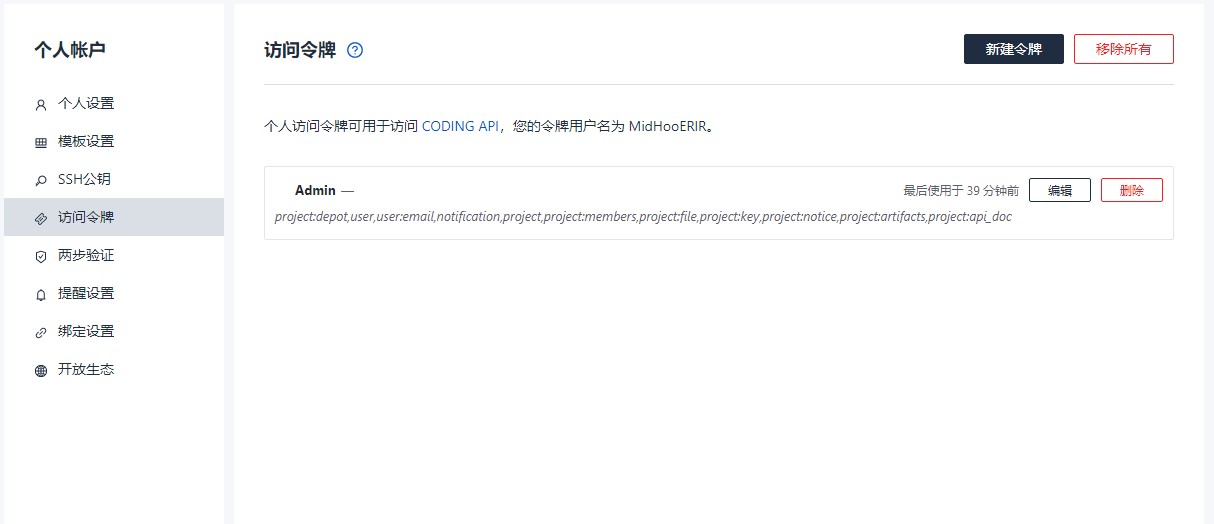 个人帐户
个人设置
模板设置
SSH公钥
访问令牌
两步验证
提醒设置
绑定设置
开放生态
访问令牌 ?
新建令牌
移除所有
个人访问令牌可用于访问 CODING API，您的令牌用户名为 MidHooERIR。
Admin — 最后使用于 39 分钟前 编辑 删除
project:depot,user,user:email,notification,project,project:members,project:file,project:key,project:notice,project:artifacts,project:api_doc